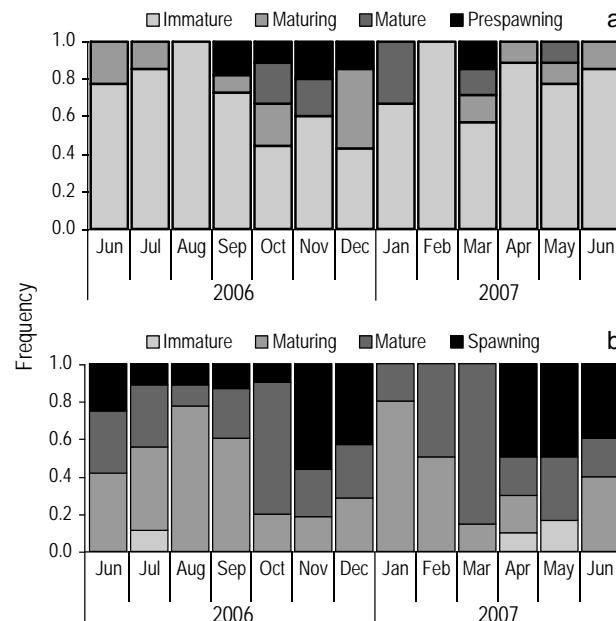 Immature Maturing Mature Prespawning a
1.0
0.8
0.6
0.4
0.2
0.0
Jun Jul Aug Sep Oct Nov Dec Jan Feb Mar Apr May Jun
2006 2007
Frequency
Immature Maturing Mature Spawning b
1.0
0.8
0.6
0.4
0.2
0.0
Jun Jul Aug Sep Oct Nov Dec Jan Feb Mar Apr May Jun
2006 2007